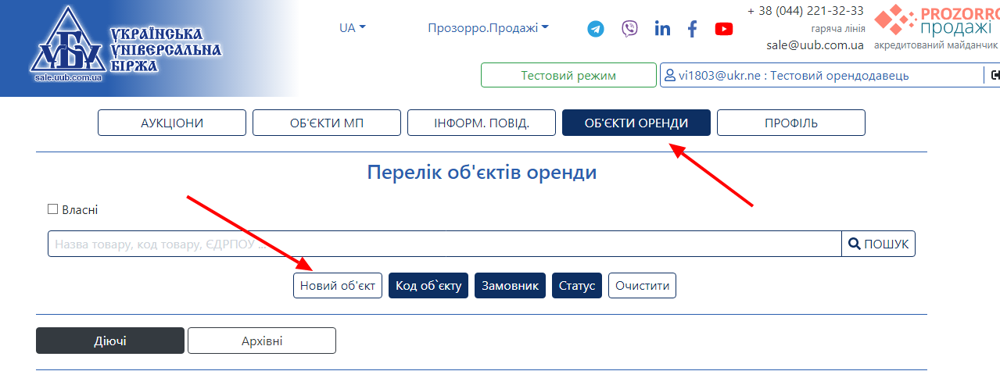 УКРАЇНСЬКА
УНІВЕРСАЛЬНА
БІРЖА
УБУ
sale.uub.com.ua
UA
Прозорро.Продажі
+ 38 (044) 221-32-33
гаряча лінія
sale@uub.com.ua
PROZORRO
продажі
акредитований майданчик
Тестовий режим
vi1803@ukr.ne : Тестовий орендодавець
АУКЦІОНИ
ОБ'ЄКТИ МП
ІНФОРМ. ПОВІД.
ОБ'ЄКТИ ОРЕНДИ
ПРОФІЛЬ
Перелік об'єктів оренди
Власні
Назва товару, код товару, ЄДРПОУ ...
ПОШУК
Новий об'єкт
Код об`єкту
Замовник
Статус
Очистити
Діючі
Архівні